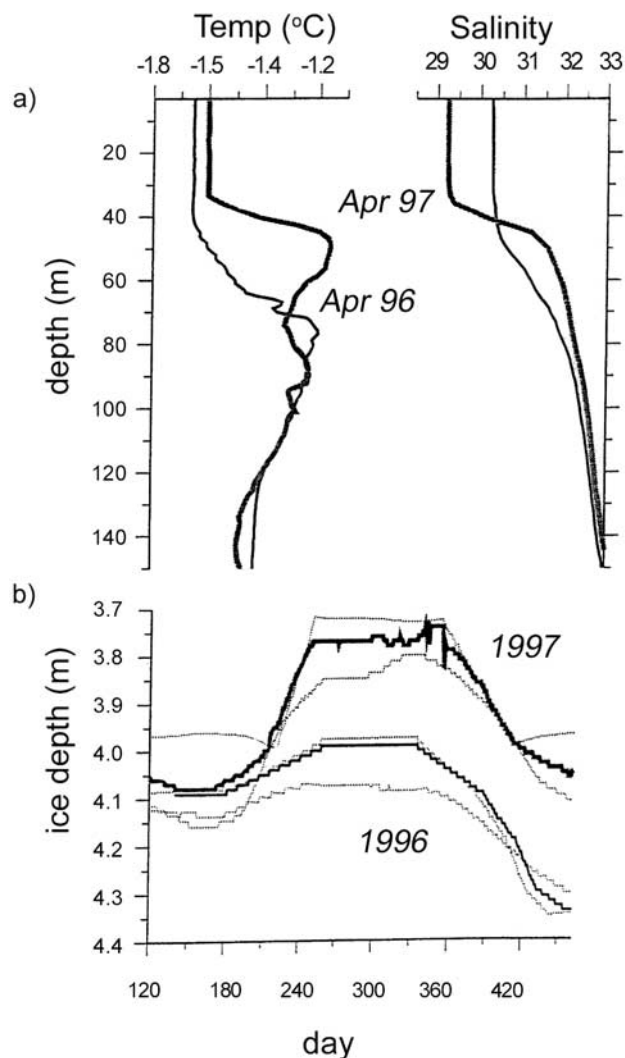 Temp (°C) Salinity
-1.8 -1.5 -1.4 -1.2 29 30 31 32 33
a)
20
40
60
80
100
120
140
depth (m)
Apr 97
Apr 96
b)
3.7
3.8
3.9
4.0
4.1
4.2
4.3
4.4
ice depth (m)
1997
1996
120 180 240 300 360 420
day